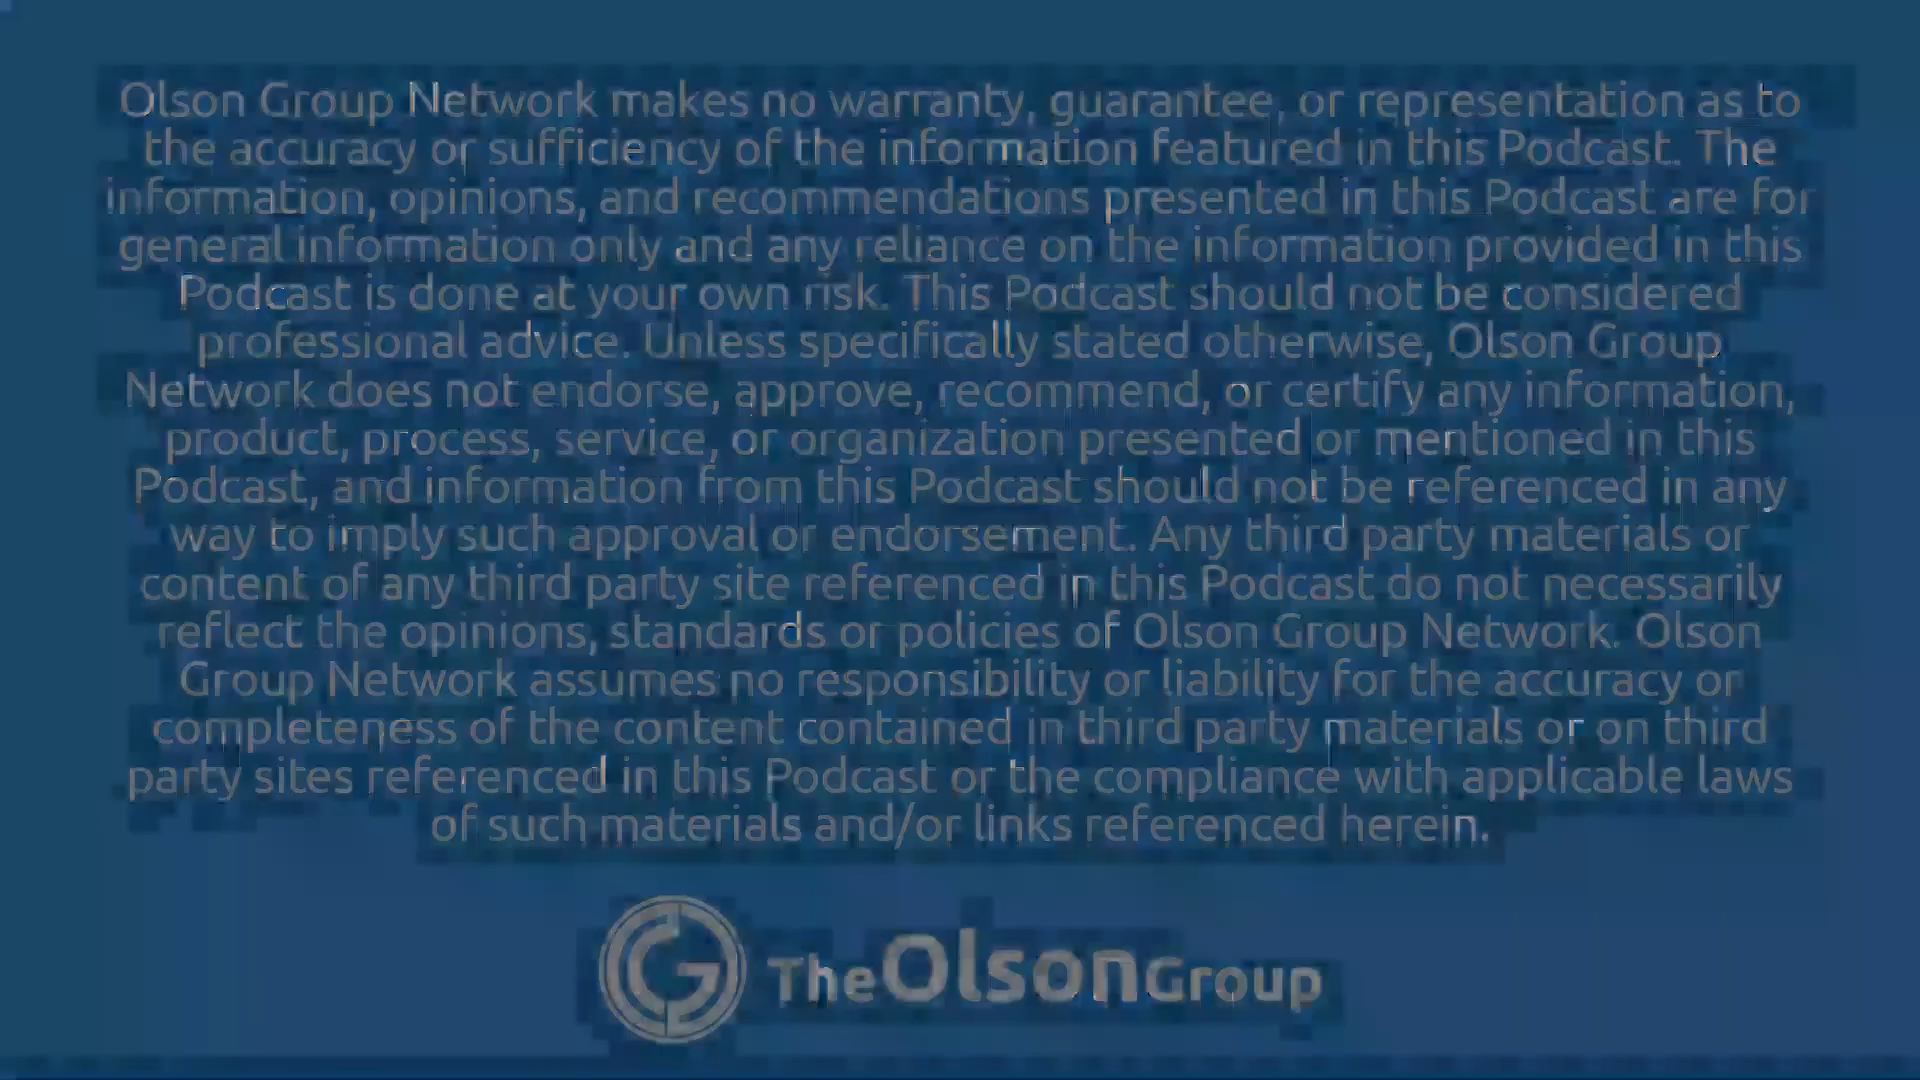 Olson Group Network makes no warranty, guarantee, or representation as to
the accuracy or sufficiency of the information featured in this Podcast. The
information, opinions, and recommendations presented in this Podcast are for
general information only and any reliance on the information provided in this
Podcast is done at your own risk. This Podcast should not be considered
professional advice. Unless specifically stated otherwise, Olson Group
Network does not endorse, approve, recommend, or certify any information,
product, process, service, or organization presented or mentioned in this
Podcast, and information from this Podcast should not be referenced in any
way to imply such approval or endorsement. Any third party materials or
content of any third party site referenced in this Podcast do not necessarily
reflect the opinions, standards or policies of Olson Group Network. Olson
Group Network assumes no responsibility or liability for the accuracy or
completeness of the content contained in third party materials or on third
party sites referenced in this Podcast or the compliance with applicable laws
of such materials and/or links referenced herein.
The Olson Group